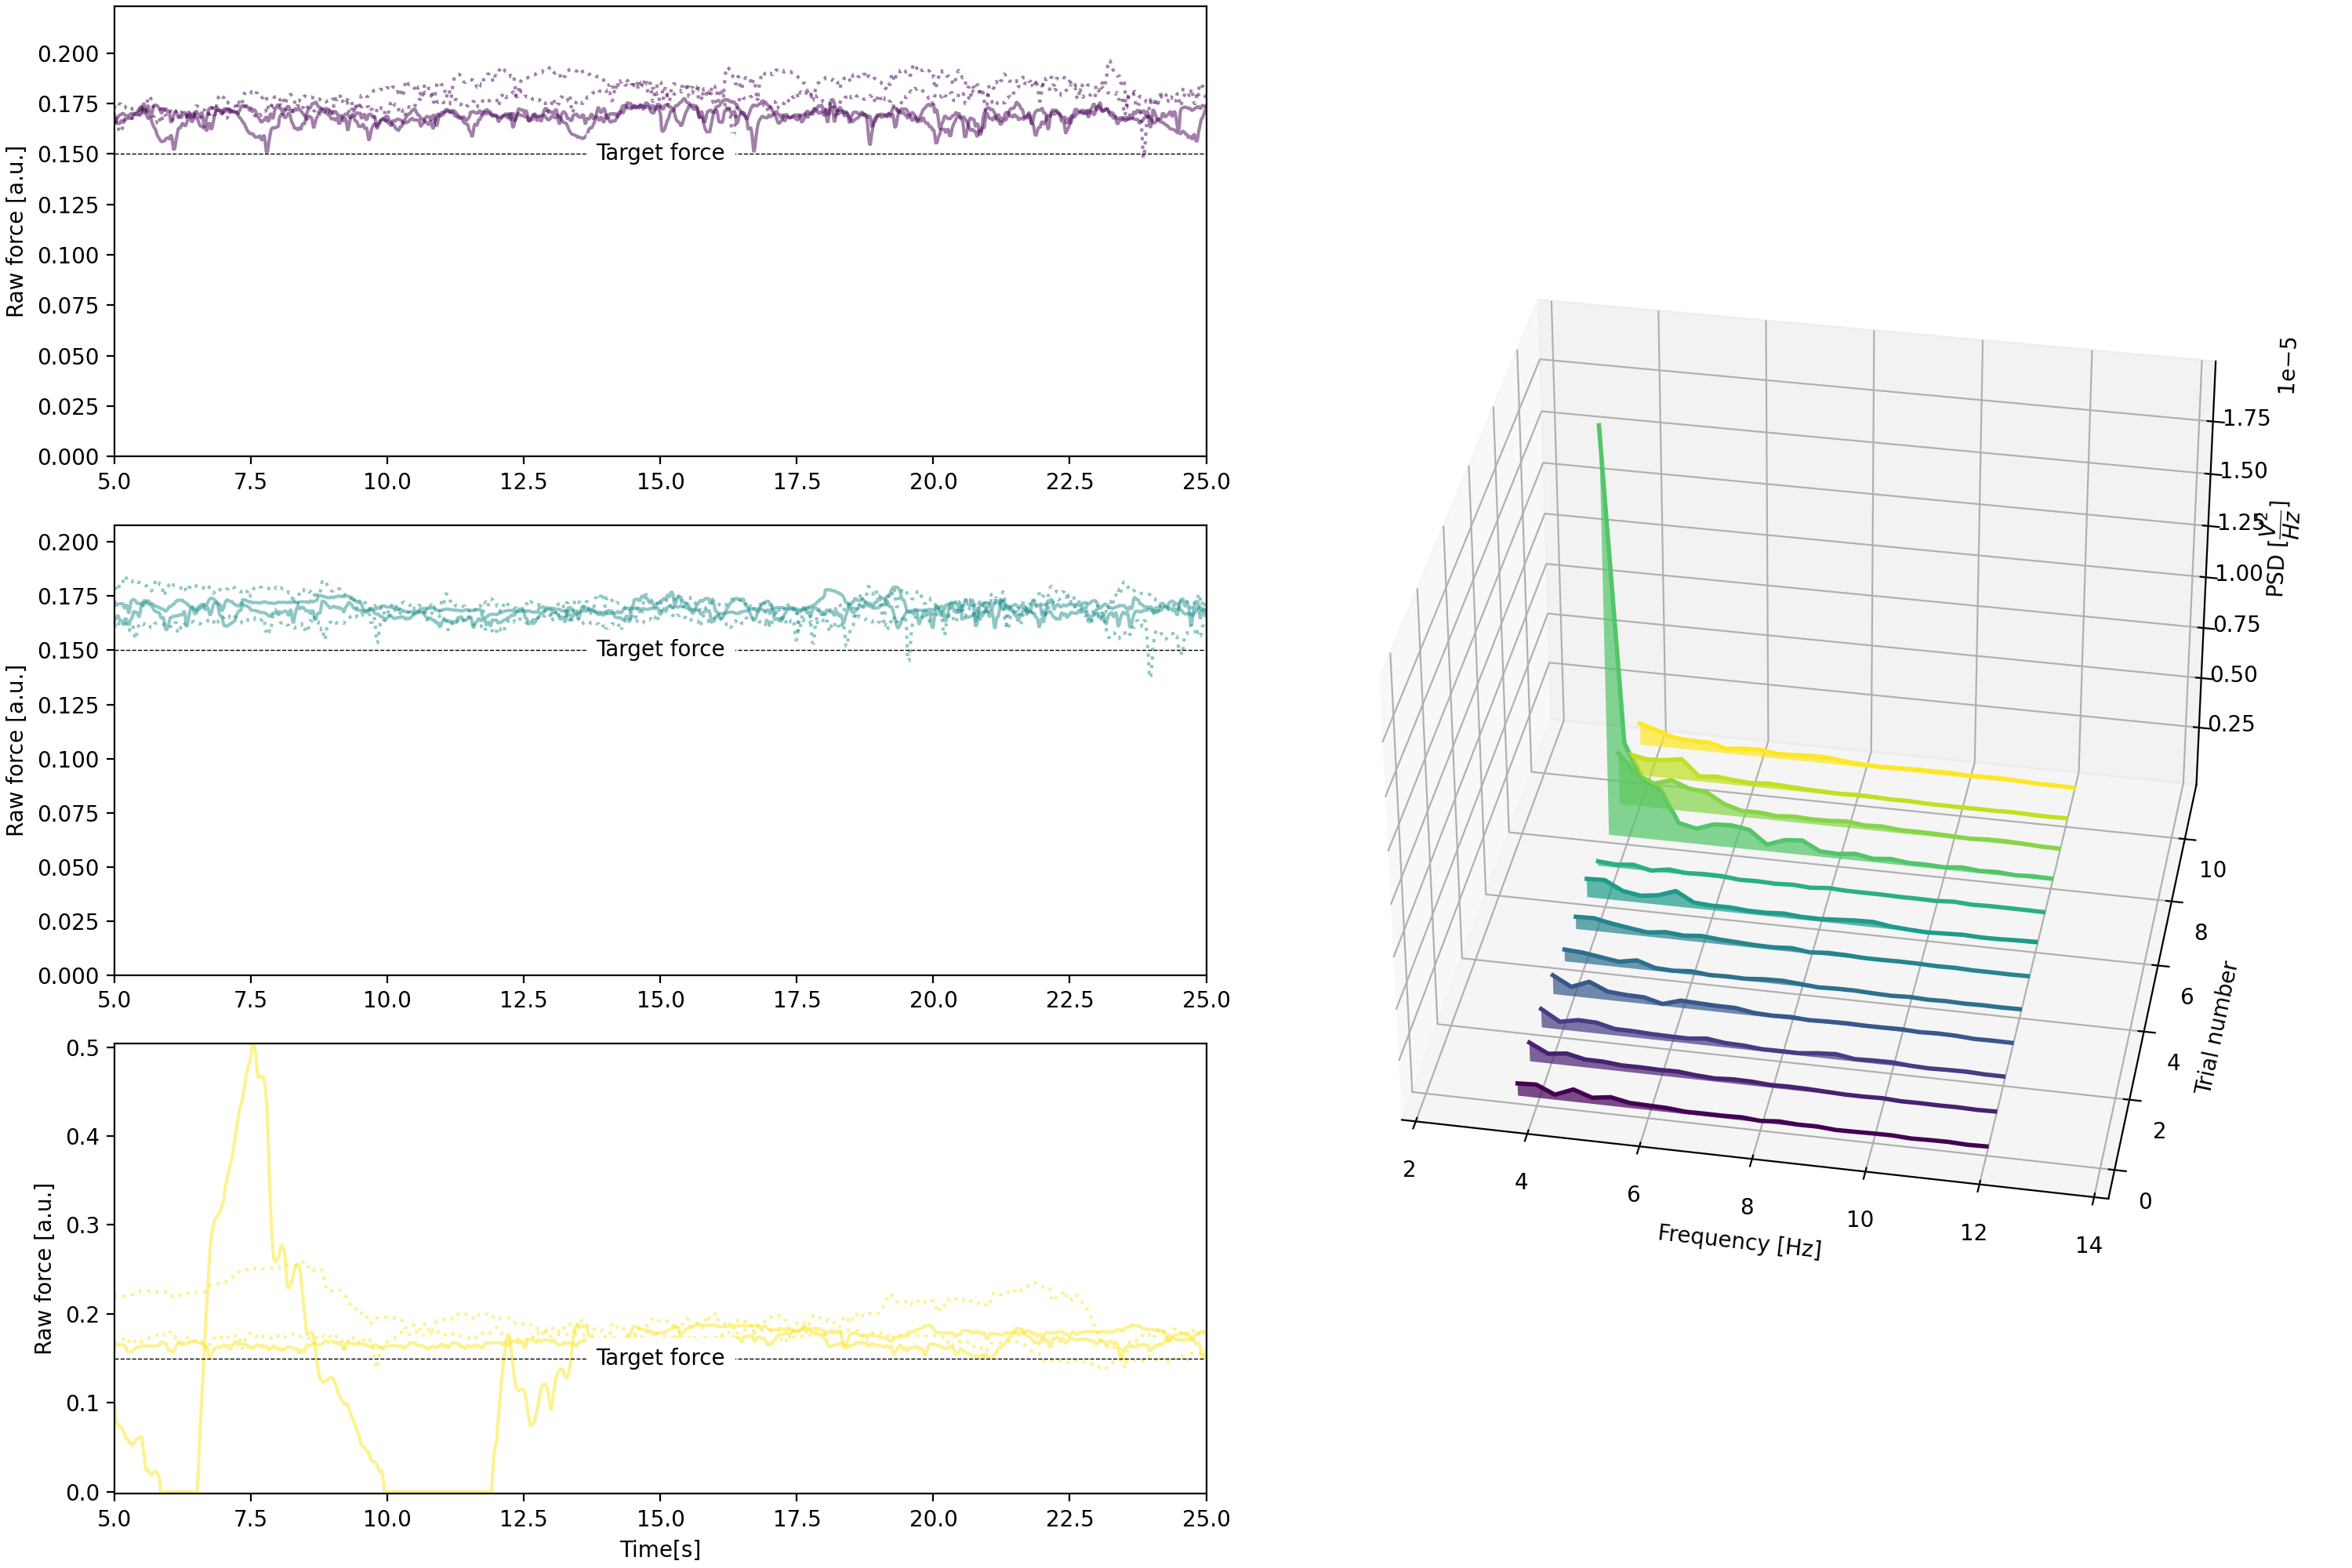 0.200
0.175
0.150
0.125
0.100
0.075
0.050
0.025
0.000
Raw force [a.u.]
Target force
5.0 7.5 10.0 12.5 15.0 17.5 20.0 22.5 25.0
0.200
0.175
0.150
0.125
0.100
0.075
0.050
0.025
0.000
Raw force [a.u.]
Target force
5.0 7.5 10.0 12.5 15.0 17.5 20.0 22.5 25.0
0.5
0.4
0.3
0.2
0.1
0.0
Raw force [a.u.]
Target force
5.0 7.5 10.0 12.5 15.0 17.5 20.0 22.5 25.0
Time[s]
1e−5
1.75
1.50
1.25
1.00
0.75
0.50
0.25
PSD [V²/Hz]
10
8
6
4
2
0
Trial number
2 4 6 8 10 12 14
Frequency [Hz]